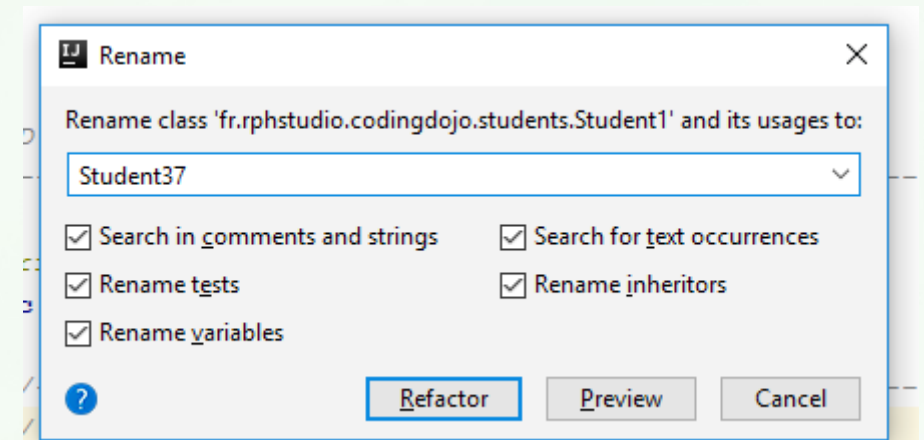 IJ Rename
Rename class 'fr.rphstudio.codingdojo.students.Student1' and its usages to:
Student37
Search in comments and strings
Search for text occurrences
Rename tests
Rename inheritors
Rename variables
?
Refactor
Preview
Cancel